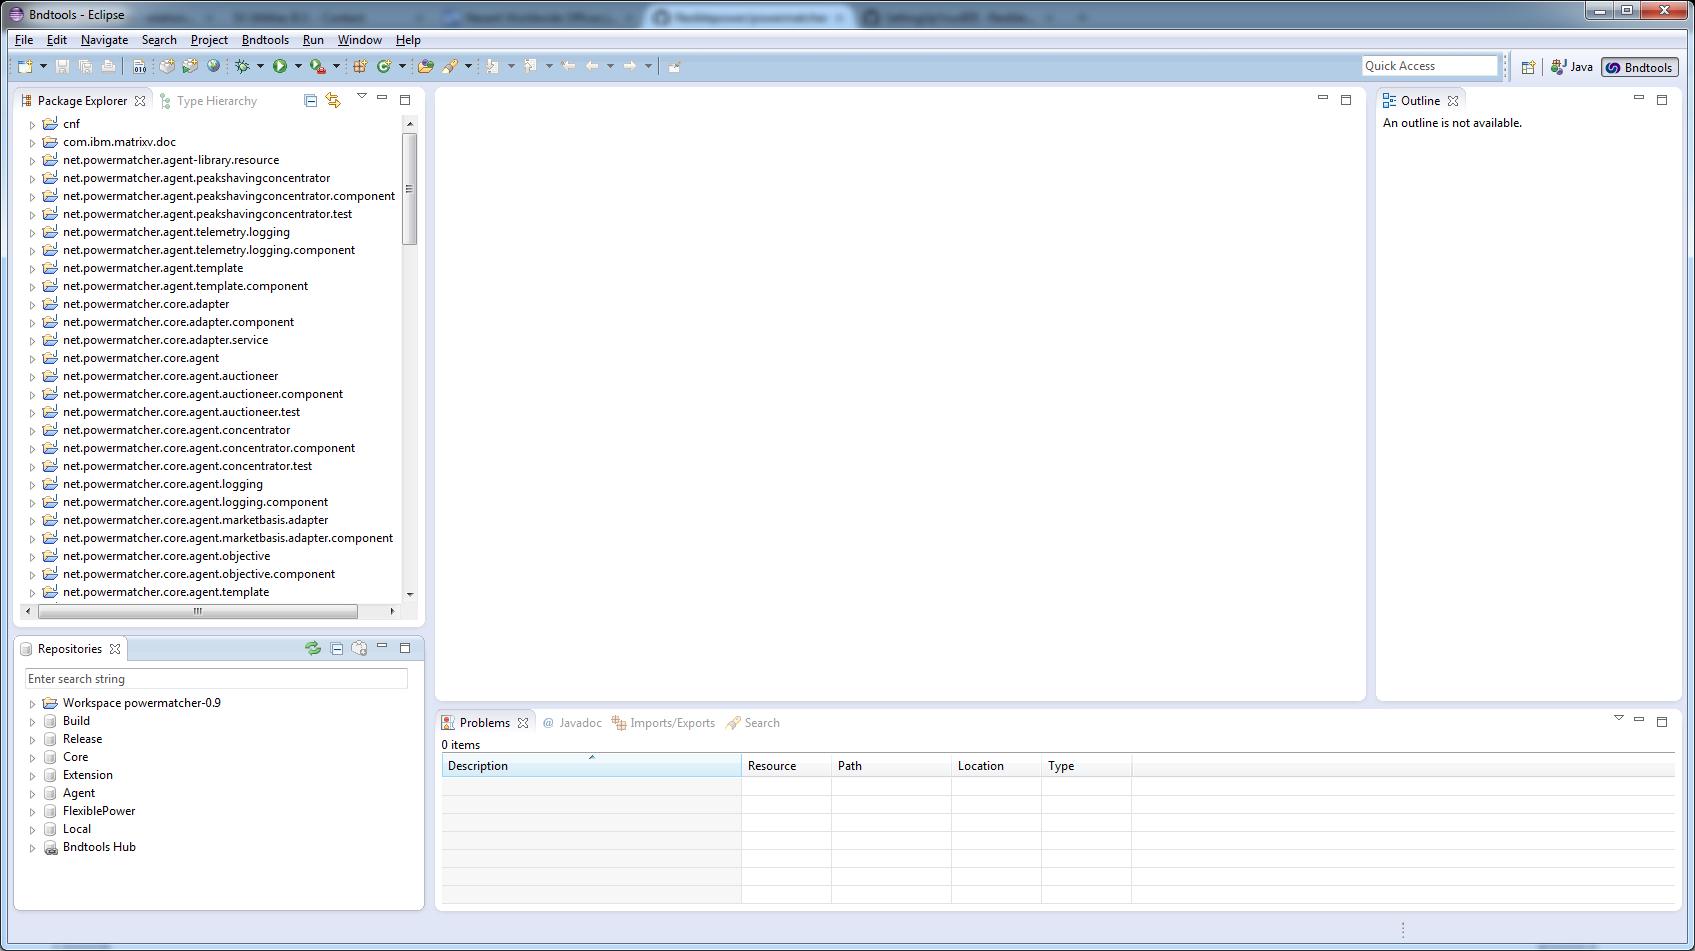 Bndtools - Eclipse
File Edit Navigate Search Project Bndtools Run Window Help
Quick Access
Java
Bndtools
Package Explorer
Type Hierarchy
cnf
com.ibm.matrixv.doc
net.powermatcher.agent-library.resource
net.powermatcher.agent.peakshavingconcentrator
net.powermatcher.agent.peakshavingconcentrator.component
net.powermatcher.agent.peakshavingconcentrator.test
net.powermatcher.agent.telemetry.logging
net.powermatcher.agent.telemetry.logging.component
net.powermatcher.agent.template
net.powermatcher.agent.template.component
net.powermatcher.core.adapter
net.powermatcher.core.adapter.component
net.powermatcher.core.adapter.service
net.powermatcher.core.agent
net.powermatcher.core.agent.auctioneer
net.powermatcher.core.agent.auctioneer.component
net.powermatcher.core.agent.auctioneer.test
net.powermatcher.core.agent.concentrator
net.powermatcher.core.agent.concentrator.component
net.powermatcher.core.agent.concentrator.test
net.powermatcher.core.agent.logging
net.powermatcher.core.agent.logging.component
net.powermatcher.core.agent.marketbasis.adapter
net.powermatcher.core.agent.marketbasis.adapter.component
net.powermatcher.core.agent.objective
net.powermatcher.core.agent.objective.component
net.powermatcher.core.agent.template
Outline
An outline is not available.
Repositories
Enter search string
Workspace powermatcher-0.9
Build
Release
Core
Extension
Agent
FlexiblePower
Local
Bndtools Hub
Problems
@ Javadoc
Imports/Exports
Search
0 items
Description Resource Path Location Type